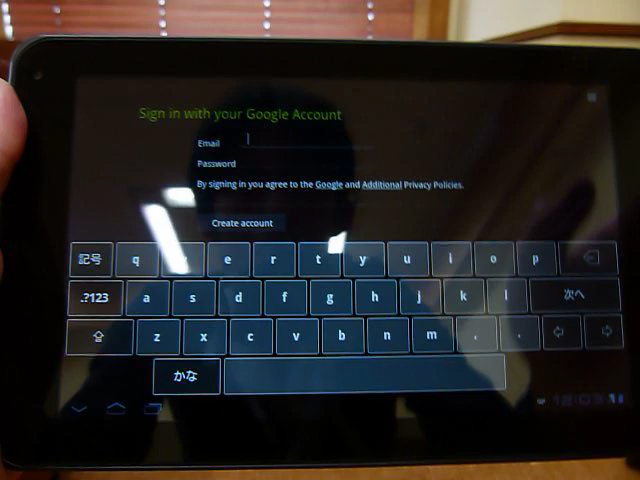 Sign in with your Google Account
Email
Password
By signing in you agree to the Google and Additional Privacy Policies.
Create account
記号 q e r t y u i o p
.?123 a s d f g h j k l 次へ
z x c v b n m
かな